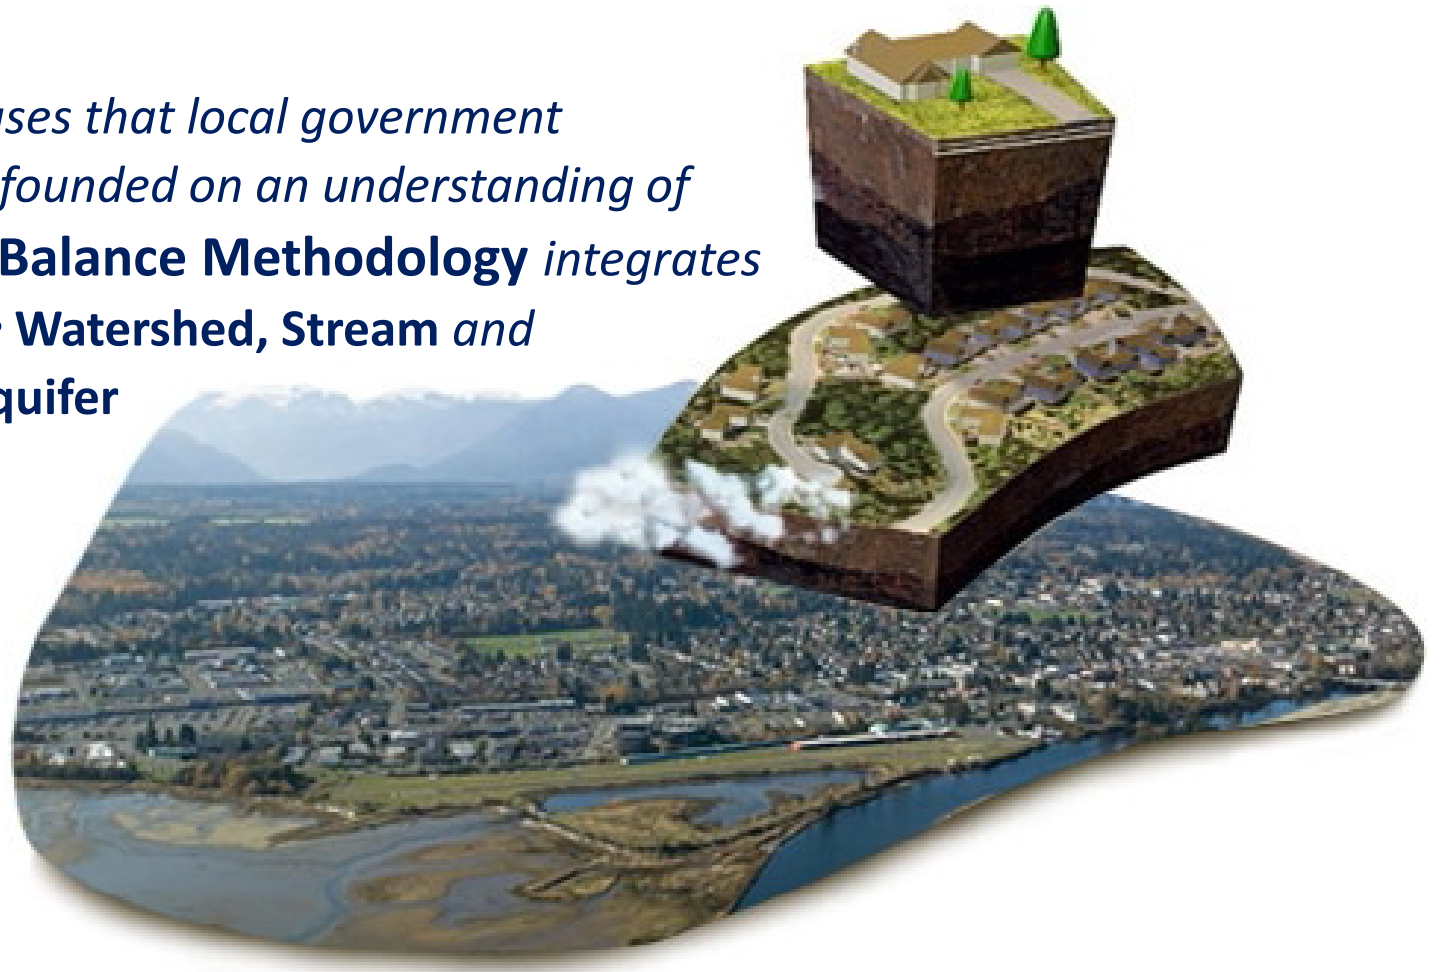 ses that local government
founded on an understanding of
Balance Methodology integrates
Watershed, Stream and
quifer